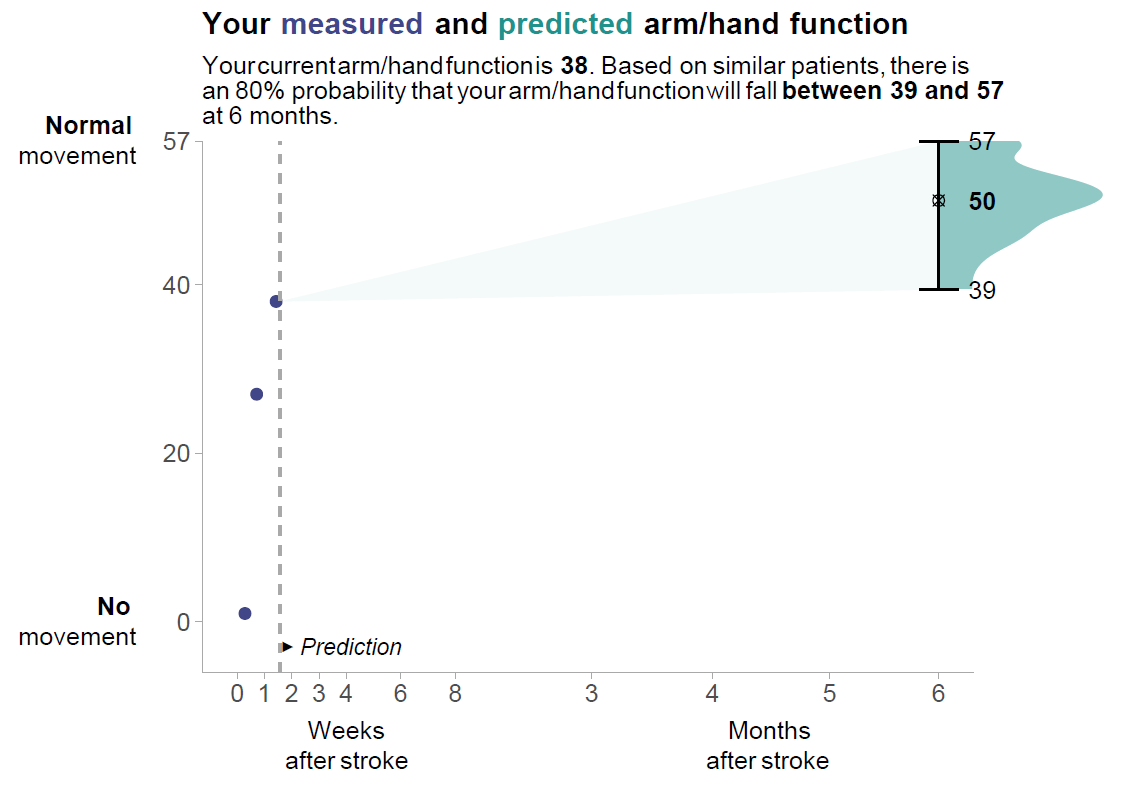 Your measured and predicted arm/hand function
Your current arm/hand function is 38. Based on similar patients, there is
an 80% probability that your arm/hand function will fall between 39 and 57
at 6 months.
Normal
movement
57
40
20
0
No
movement
57
50
39
Prediction
0 1 2 3 4 6 8 3 4 5 6
Weeks
after stroke
Months
after stroke